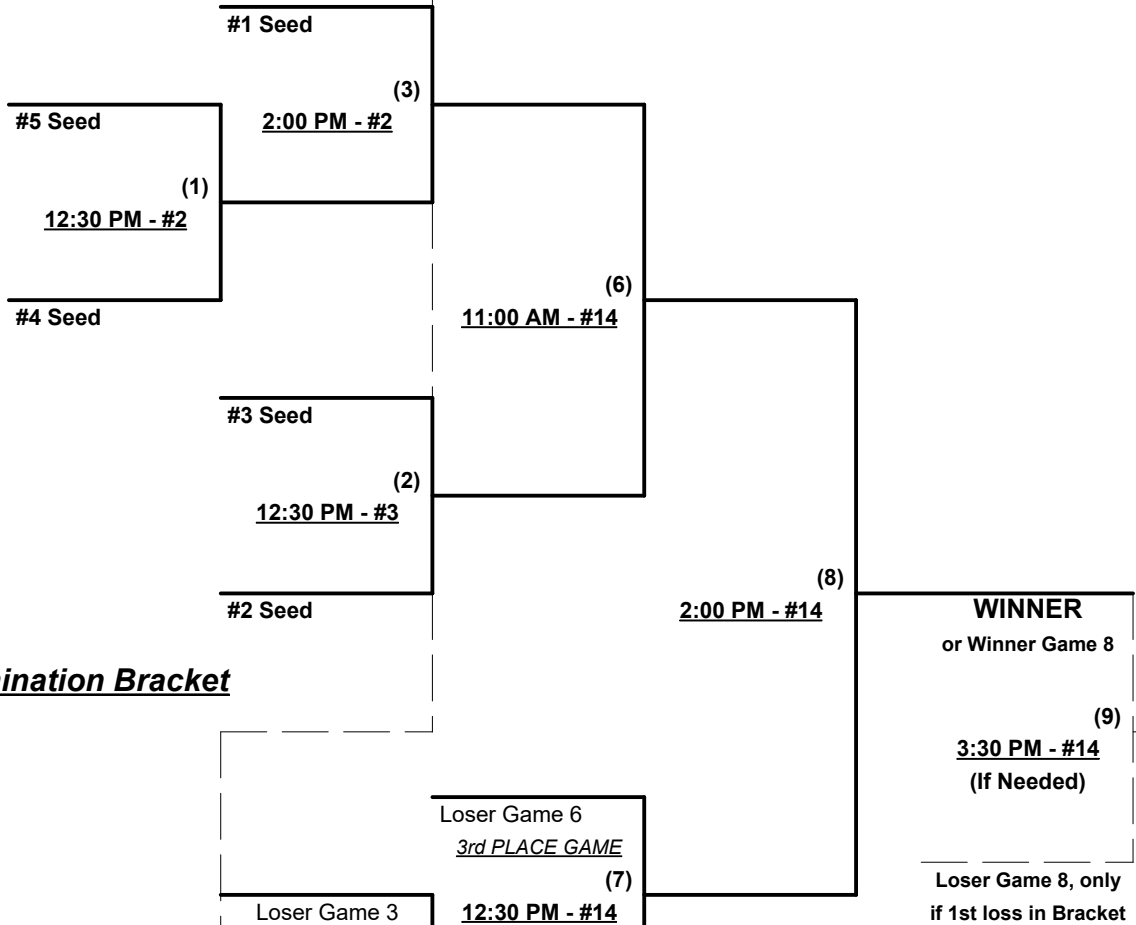 #1 Seed
(3)
#5 Seed
2:00 PM - #2
(1)
12:30 PM - #2
(6)
#4 Seed
11:00 AM - #14
#3 Seed
(2)
12:30 PM - #3
(8)
#2 Seed
2:00 PM - #14
WINNER
or Winner Game 8
ination Bracket
(9)
3:30 PM - #14
(If Needed)
Loser Game 6
3rd PLACE GAME
(7)
Loser Game 8, only
Loser Game 3
12:30 PM - #14
if 1st loss in Bracket